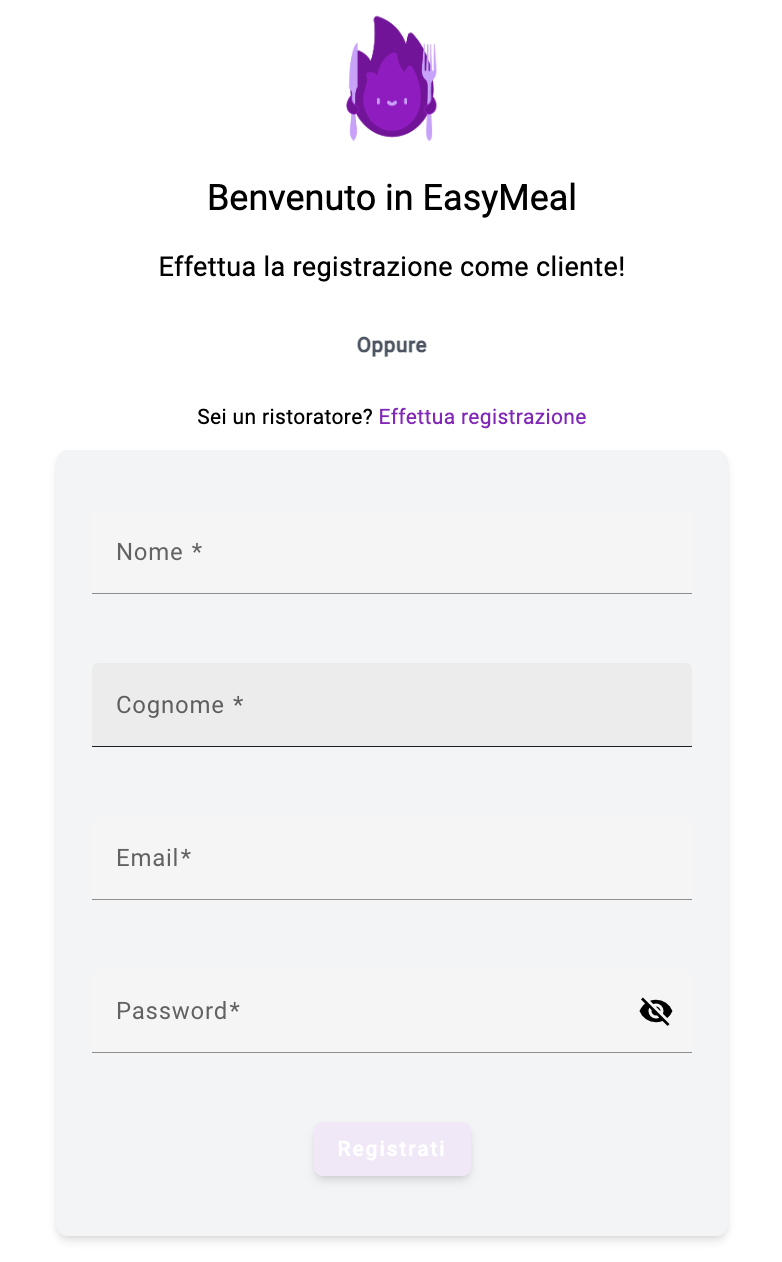 Benvenuto in EasyMeal
Effettua la registrazione come cliente!
Oppure
Sei un ristoratore? Effettua registrazione
Nome *
Cognome *
Email*
Password*
Registrati